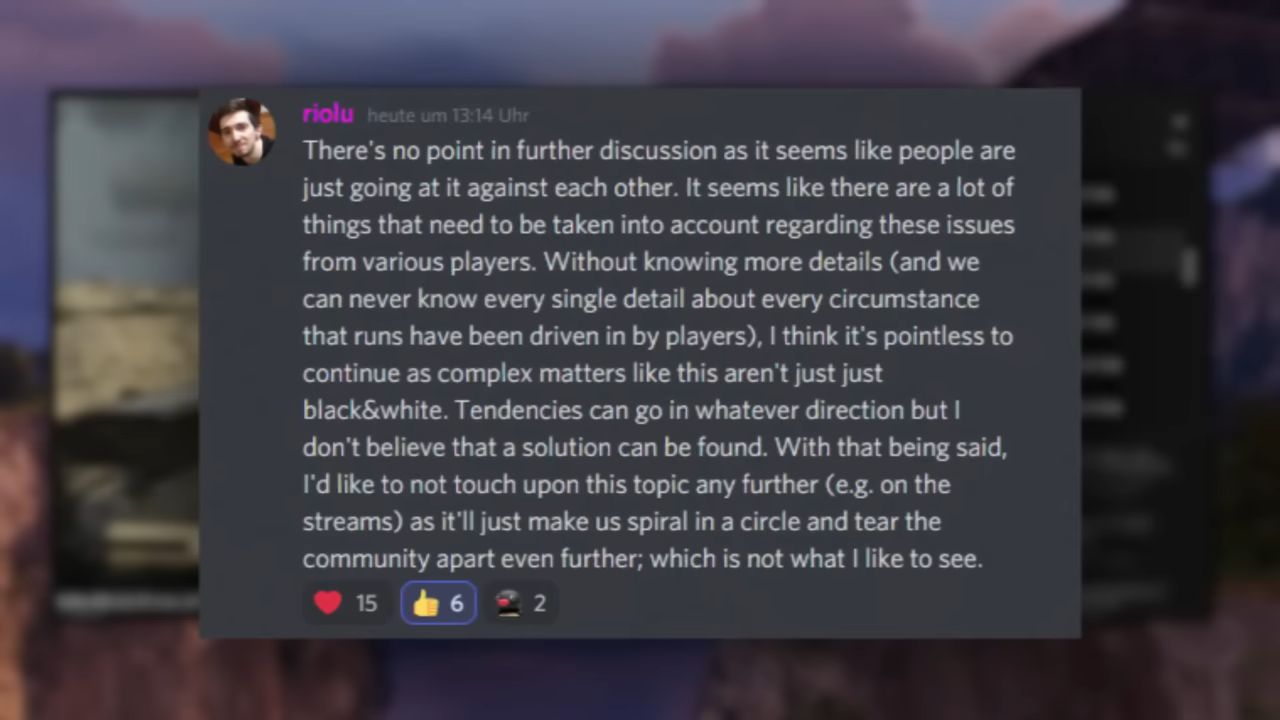 riolu heute um 13:14 Uhr
There's no point in further discussion as it seems like people are
just going at it against each other. It seems like there are a lot of
things that need to be taken into account regarding these issues
from various players. Without knowing more details (and we
can never know every single detail about every circumstance
that runs have been driven in by players), I think it's pointless to
continue as complex matters like this aren't just just
black&white. Tendencies can go in whatever direction but I
don't believe that a solution can be found. With that being said,
I'd like to not touch upon this topic any further (e.g. on the
streams) as it'll just make us spiral in a circle and tear the
community apart even further; which is not what I like to see.
15 6 2